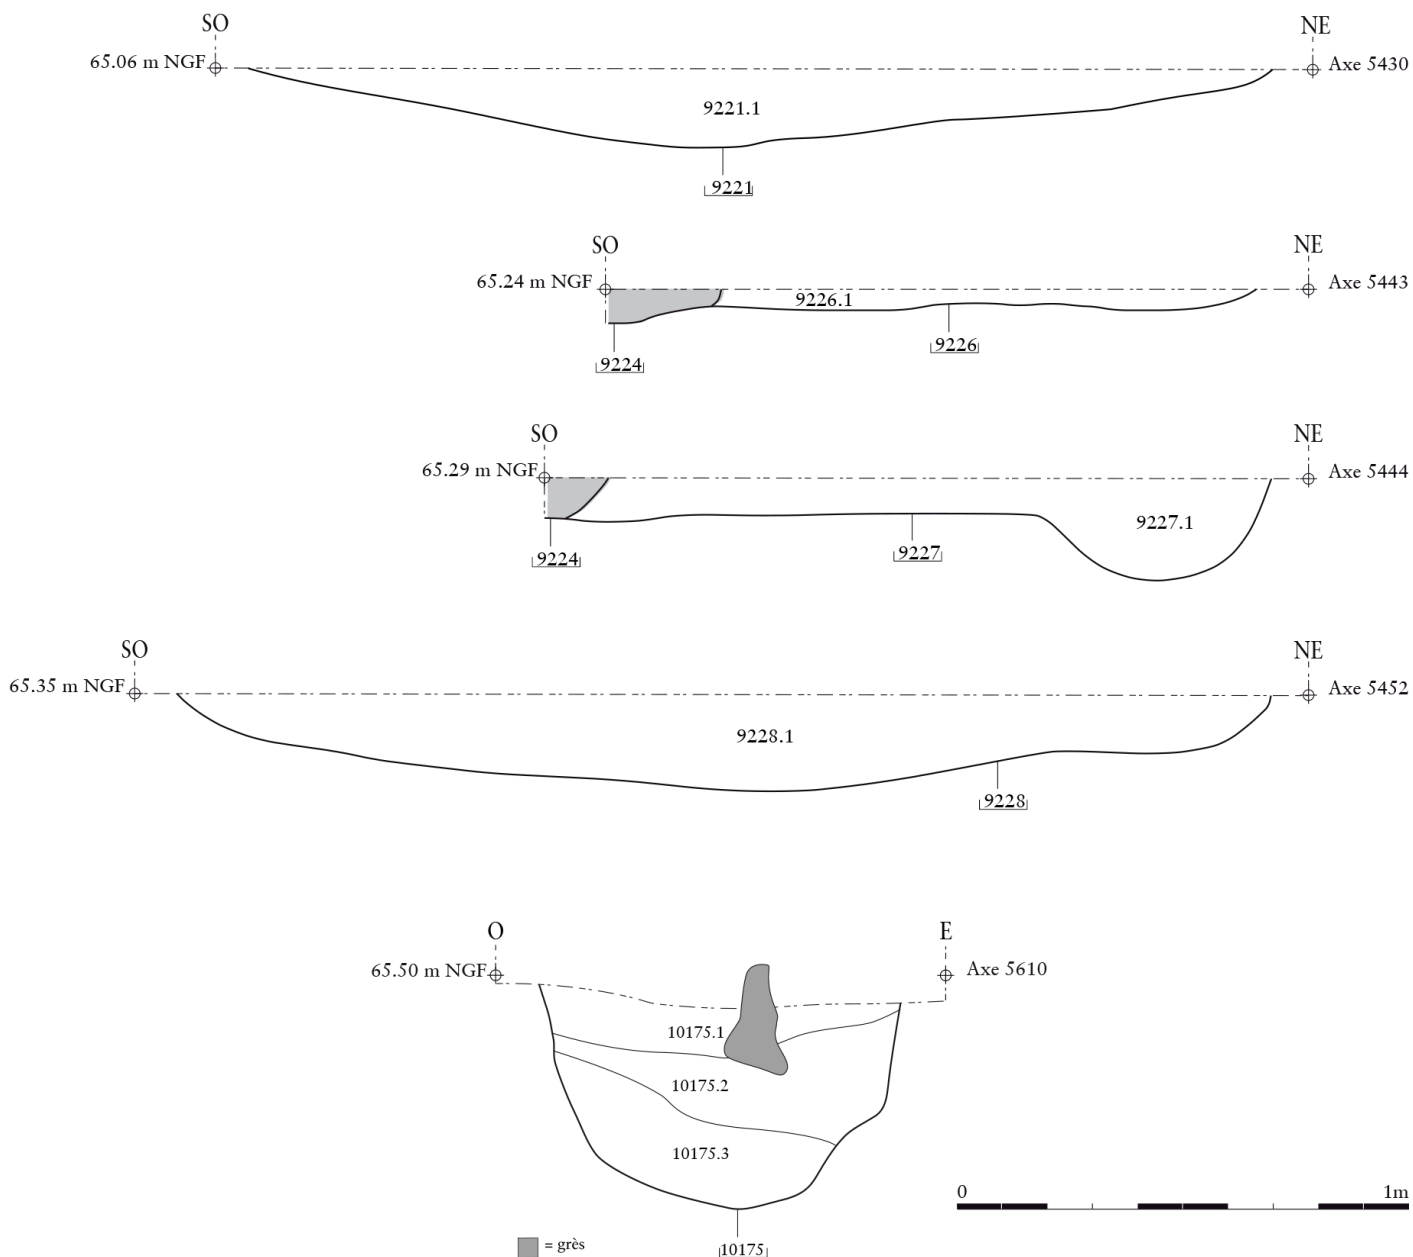 SO
NE
65.06 m NGF
Axe 5430
9221.1
9221
SO
NE
65.24 m NGF
Axe 5443
9226.1
9226
9224
SO
NE
65.29 m NGF
Axe 5444
9227.1
9224
9227
SO
NE
65.35 m NGF
Axe 5452
9228.1
9228
O
E
65.50 m NGF
Axe 5610
10175.1
10175.2
10175.3
0
1m
= grès
10175